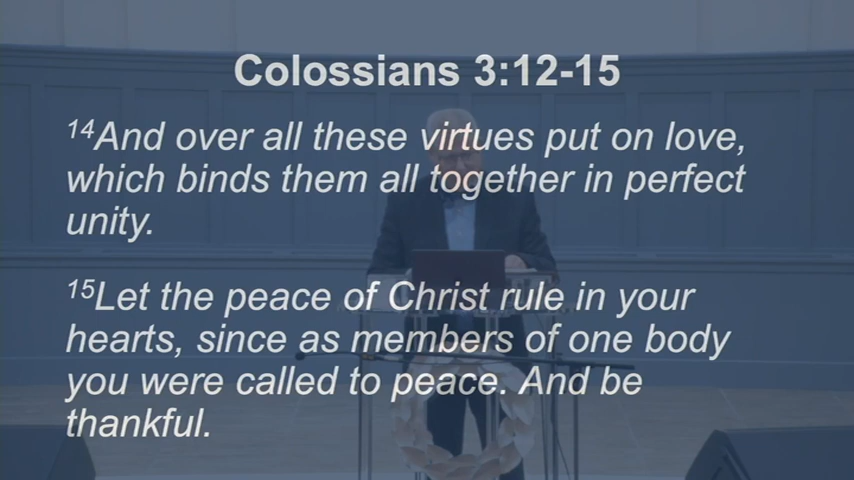 Colossians 3:12-15
14And over all these virtues put on love,
which binds them all together in perfect
unity.
15Let the peace of Christ rule in your
hearts, since as members of one body
you were called to peace. And be
thankful.